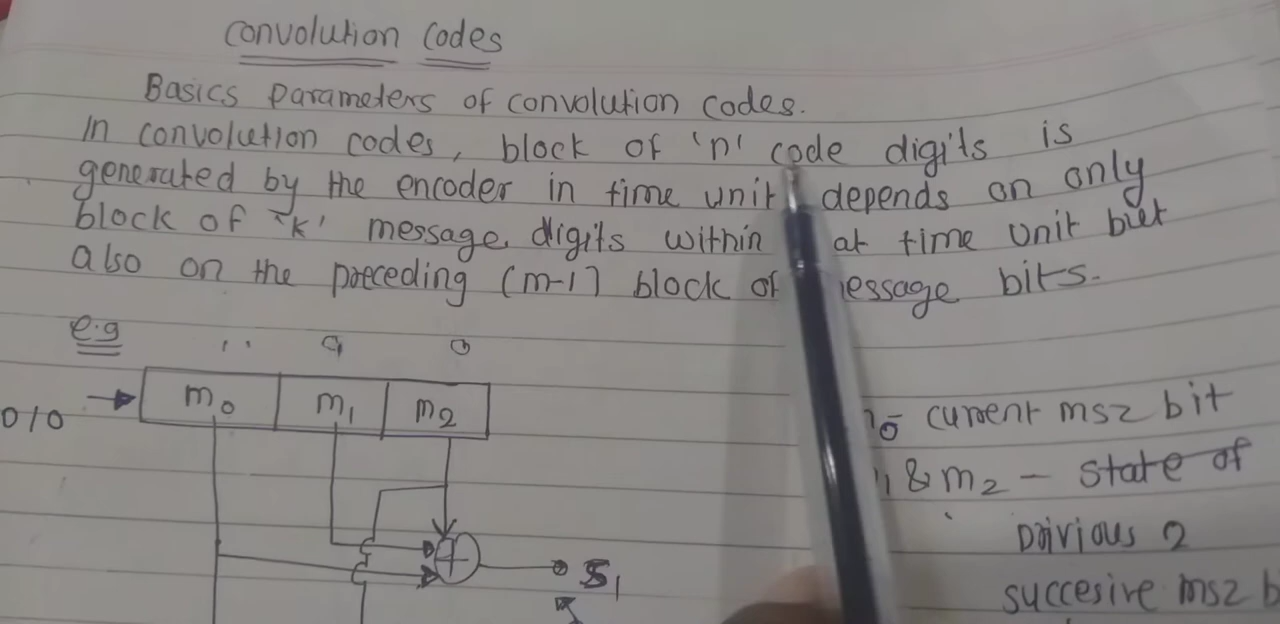 convolution codes
Basics parameters of convolution codes.
In convolution codes, block of 'n' code digits is
generated by the encoder in time unit depends on only
block of 'k' message digits within at time unit but
also on the preceding (m-1) block of essage bits.
e.g
0
m0 m1 m2
010
current msz bit
& m2 - state of
2
succesive msz b
S1